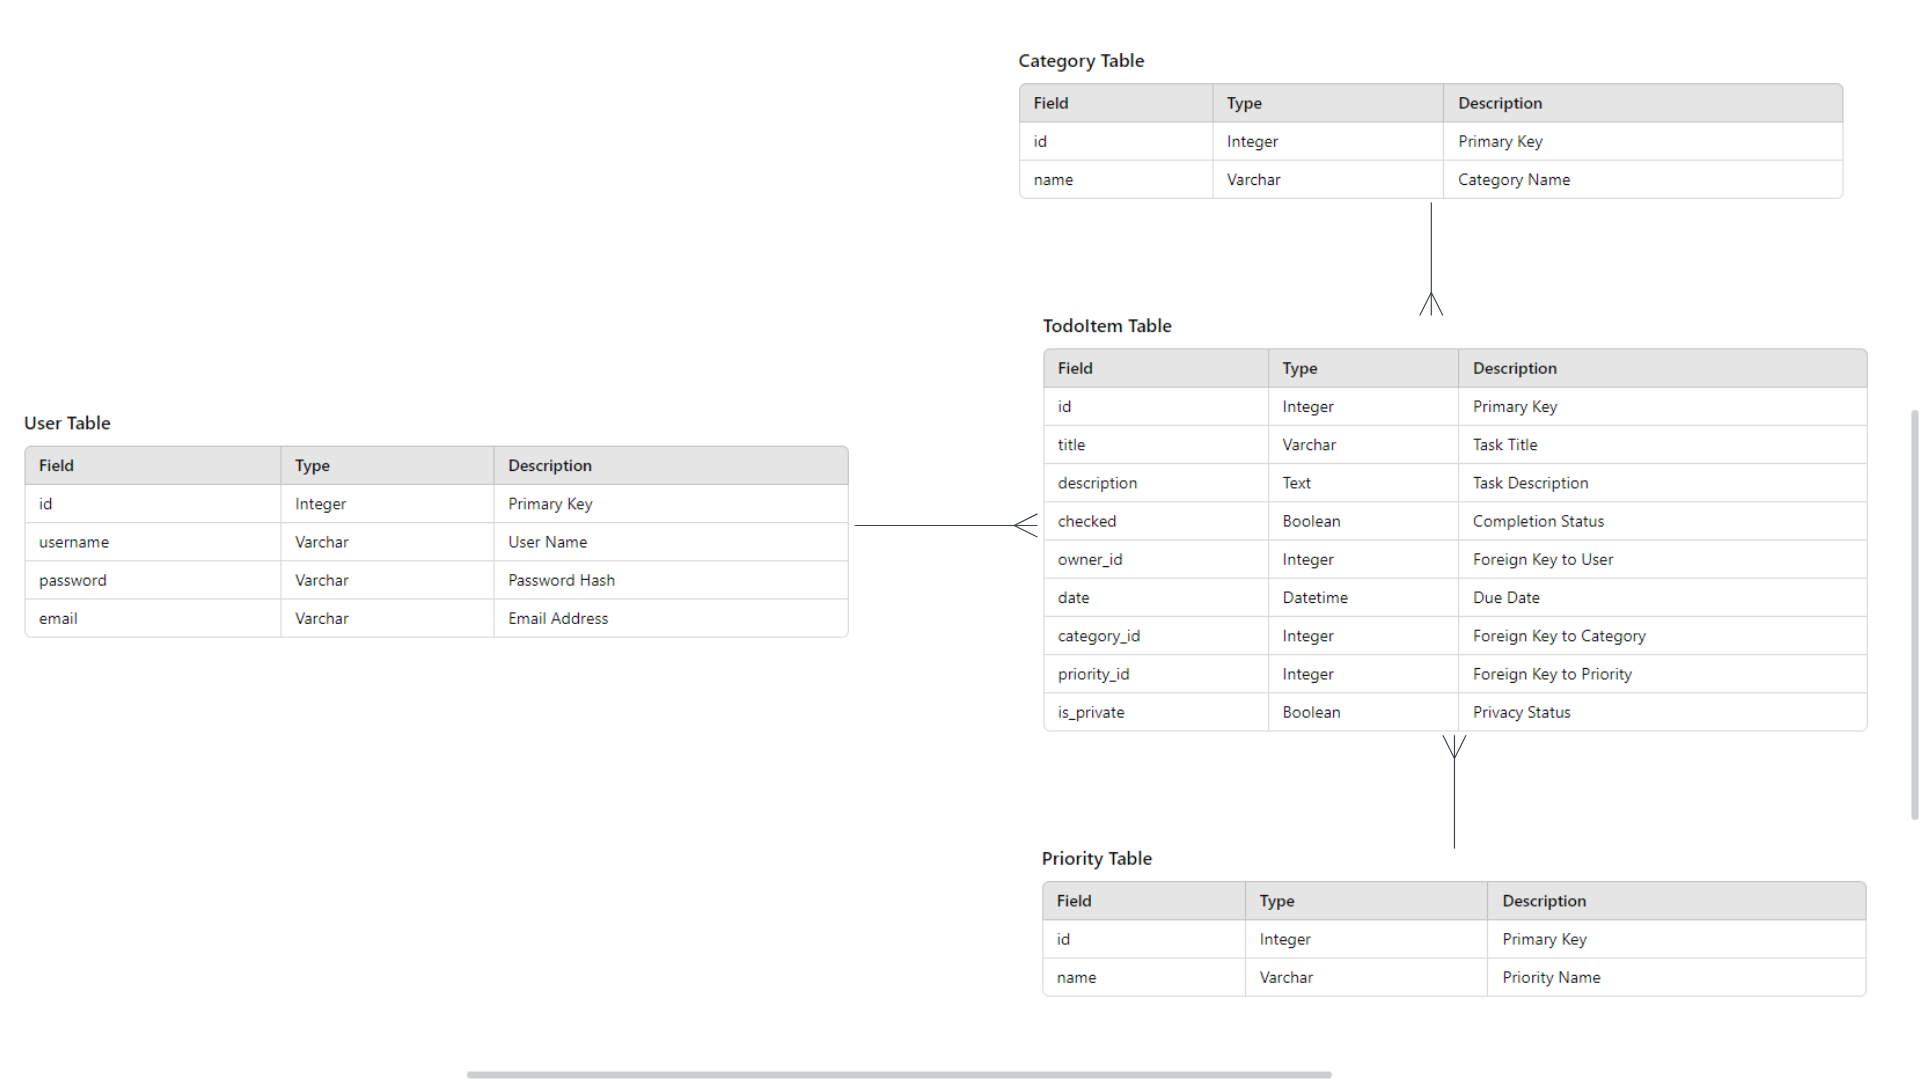 Category Table
Field Type Description
id Integer Primary Key
name Varchar Category Name
TodoItem Table
Field Type Description
id Integer Primary Key
title Varchar Task Title
description Text Task Description
checked Boolean Completion Status
owner_id Integer Foreign Key to User
date Datetime Due Date
category_id Integer Foreign Key to Category
priority_id Integer Foreign Key to Priority
is_private Boolean Privacy Status
User Table
Field Type Description
id Integer Primary Key
username Varchar User Name
password Varchar Password Hash
email Varchar Email Address
Priority Table
Field Type Description
id Integer Primary Key
name Varchar Priority Name